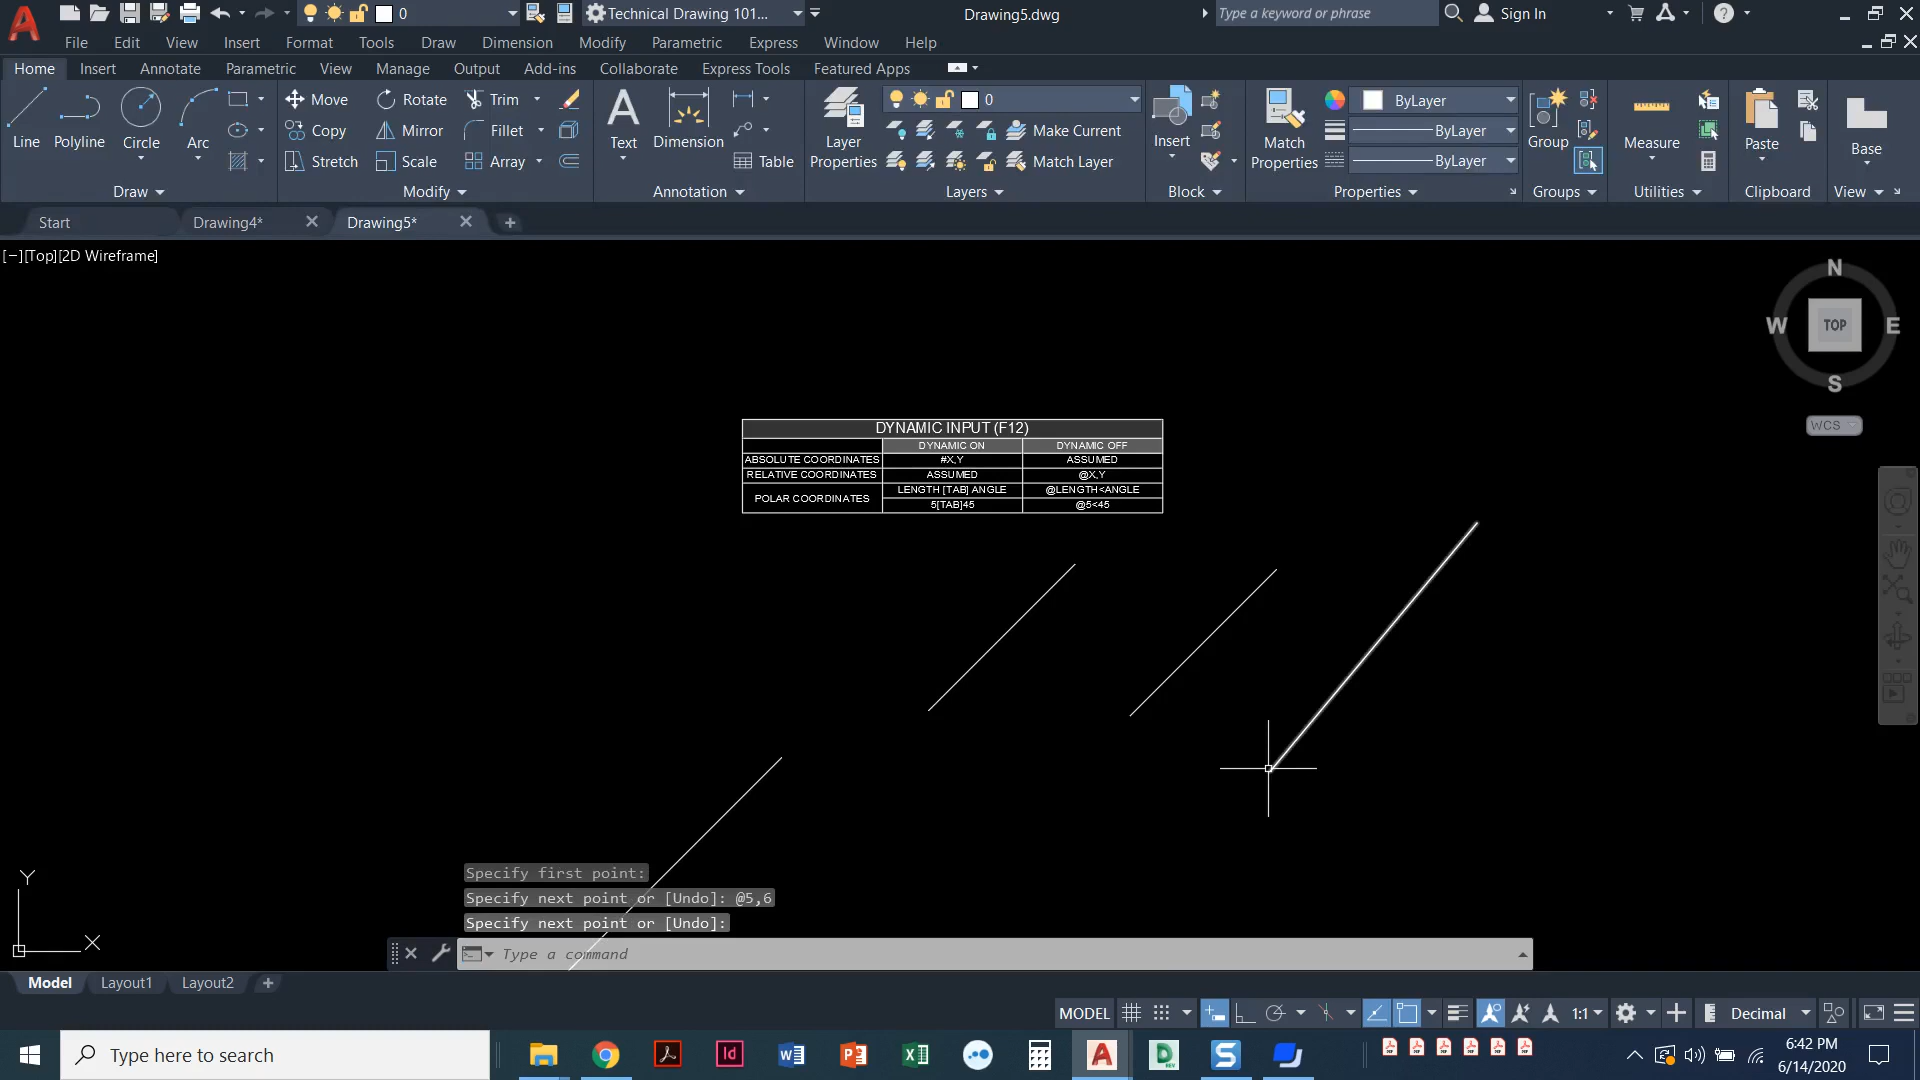 0
Technical Drawing 101...
Drawing5.dwg
Type a keyword or phrase
Sign In
File Edit View Insert Format Tools Draw Dimension Modify Parametric Express Window Help
Home Insert Annotate Parametric View Manage Output Add-ins Collaborate Express Tools Featured Apps
Line
Polyline
Circle
Arc
Draw
Move
Rotate
Trim
Copy
Mirror
Fillet
Stretch
Scale
Array
Modify
Text
Dimension
Table
Annotation
Layer
Properties
0
Make Current
Match Layer
Layers
Insert
Block
Match
Properties
ByLayer
ByLayer
ByLayer
Properties
Group
Groups
Measure
Utilities
Paste
Clipboard
Base
View
Start
Drawing4*
Drawing5*
[−][Top][2D Wireframe]
N
W
TOP
E
S
WCS
DYNAMIC INPUT (F12)
DYNAMIC ON DYNAMIC OFF
ABSOLUTE COORDINATES #X,Y ASSUMED
RELATIVE COORDINATES ASSUMED @X,Y
POLAR COORDINATES LENGTH [TAB] ANGLE @LENGTH<ANGLE
5[TAB]45 @5<45
Y
X
Specify first point:
Specify next point or [Undo]: @5,6
Specify next point or [Undo]:
Type a command
Model Layout1 Layout2
MODEL
1:1
Decimal
Type here to search
6:42 PM
6/14/2020